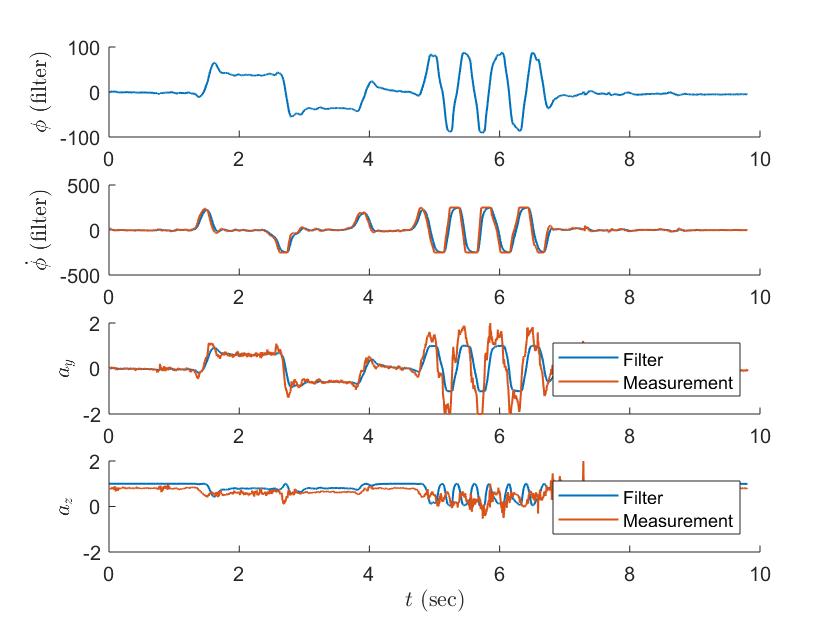 100
0
-100
0 2 4 6 8 10
ϕ (filter)
500
0
-500
0 2 4 6 8 10
ϕ̇ (filter)
2
0
-2
0 2 4 6 8 10
a_y
Filter
Measurement
2
0
-2
0 2 4 6 8 10
a_z
Filter
Measurement
t (sec)